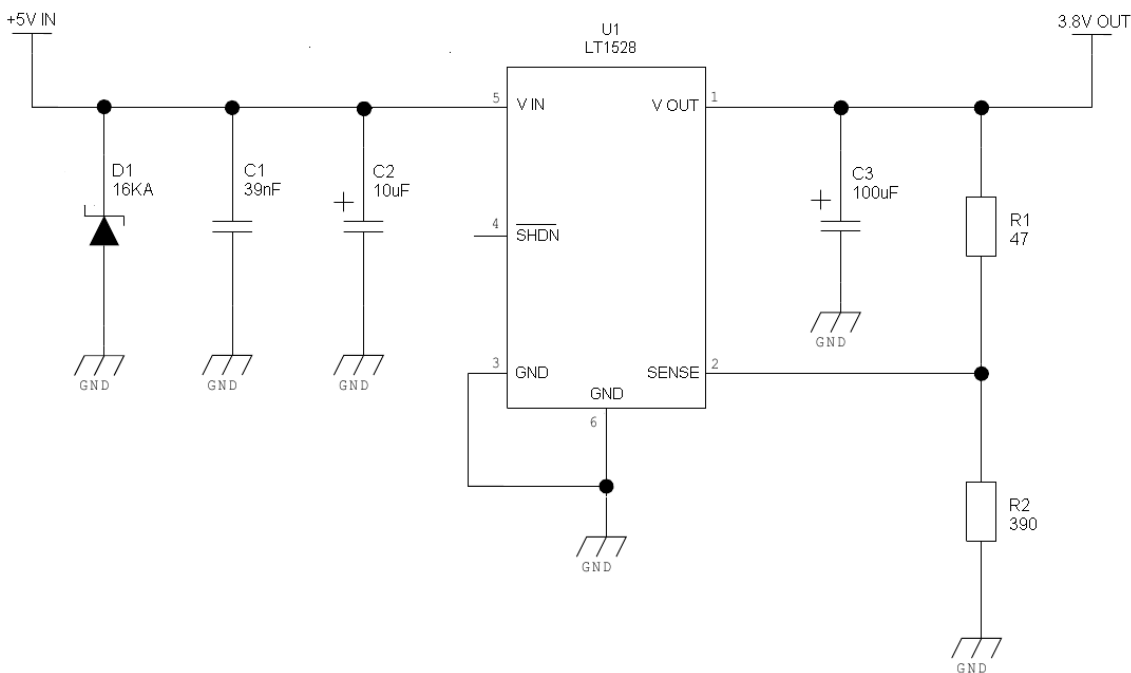 +5V IN
3.8V OUT
U1
LT1528
5
V IN
V OUT
1
D1
16KA
C1
39nF
C2
10uF
+
C3
100uF
+
4
SHDN
R1
47
3
GND
SENSE
2
GND
6
GND
GND
GND
GND
R2
390
GND
GND